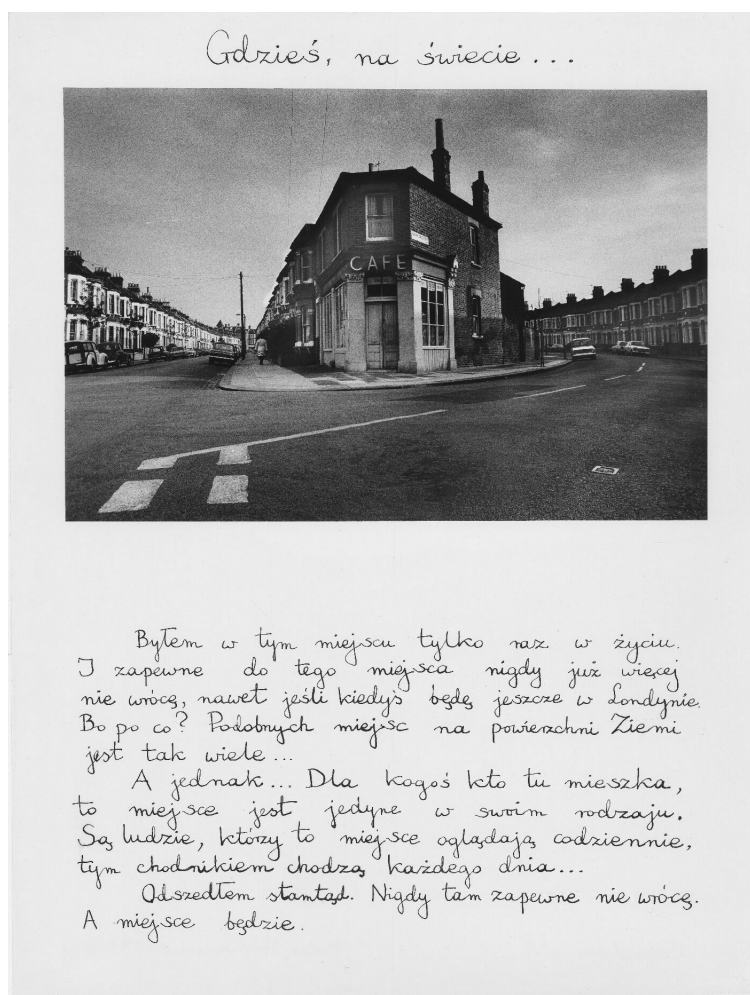 Gdzieś, na świecie...
CAFE
Byłem w tym miejscu tylko raz w życiu.
I zapewne do tego miejsca nigdy już więcej
nie wrócę, nawet jeśli kiedyś będę jeszcze w Londynie.
Bo po co? Podobnych miejsc na powierzchni Ziemi
jest tak wiele...
A jednak... Dla kogoś kto tu mieszka,
to miejsce jest jedyne w swoim rodzaju.
Są ludzie, którzy to miejsce oglądają codziennie,
tym chodnikiem chodzą każdego dnia...
Odszedłem stamtąd. Nigdy tam zapewne nie wrócę.
A miejsce będzie.